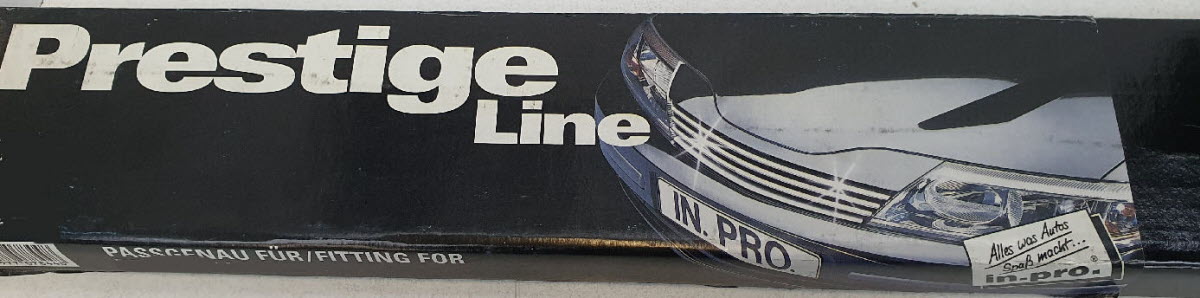 Prestige
Line
IN. PRO.
Alles was Autos
Spaß macht...
in-pro.®
PASSGENAU FÜR/FITTING FOR